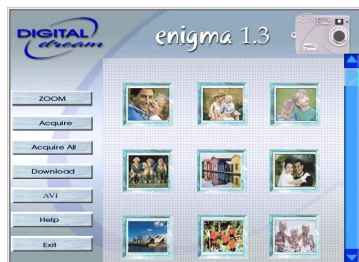 DIGITAL
dream
enigma 1.3
ZOOM
Acquire
Acquire All
Download
AVI
Help
Exit